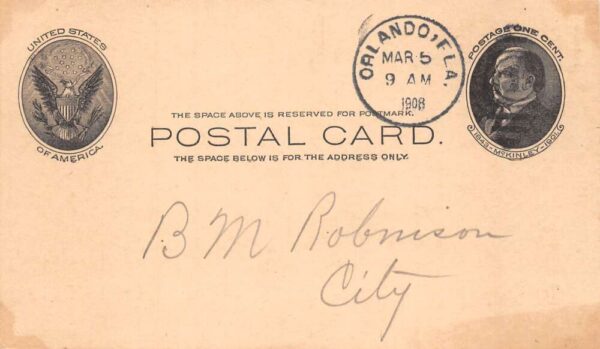 UNITED STATES
OF AMERICA.
ORLANDO, FLA.
MAR 5
9 AM
1908
POSTAGE ONE CENT.
1843 - McKINLEY - 1901.
THE SPACE ABOVE IS RESERVED FOR POSTMARK.
POSTAL CARD.
THE SPACE BELOW IS FOR THE ADDRESS ONLY.
B M Robinson
City